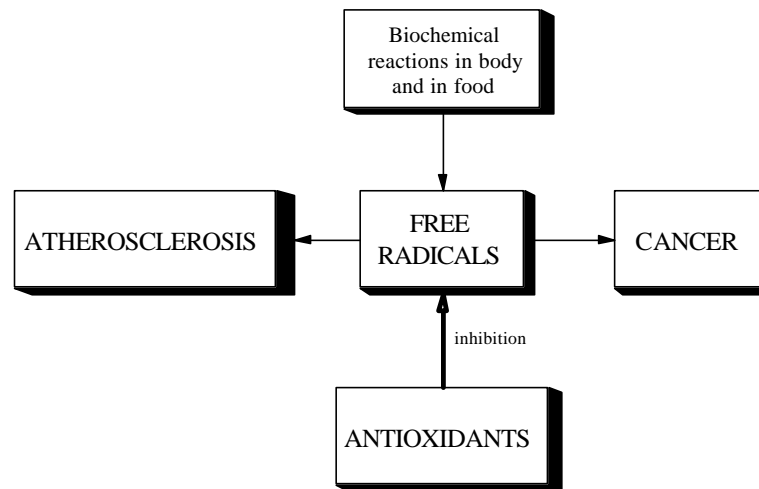 Biochemical
reactions in body
and in food
ATHEROSCLEROSIS
FREE
RADICALS
CANCER
inhibition
ANTIOXIDANTS